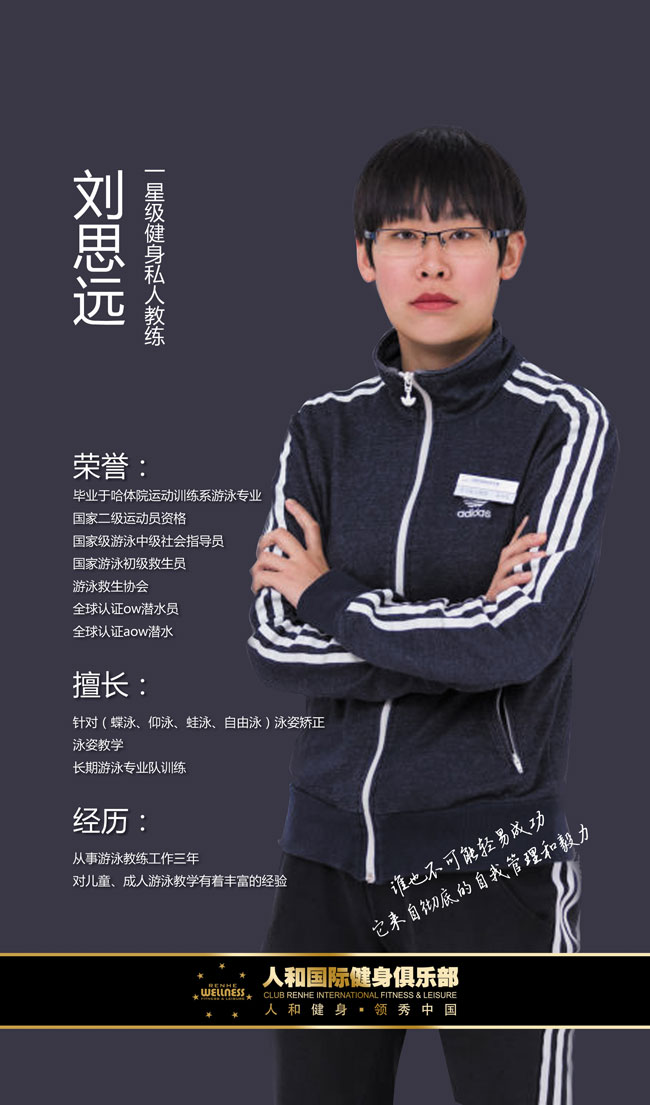 刘思远
一星级健身私人教练
荣誉：
毕业于哈体院运动训练系游泳专业
国家二级运动员资格
国家级游泳中级社会指导员
国家游泳初级救生员
游泳救生协会
全球认证ow潜水员
全球认证aow潜水
擅长：
针对（蝶泳、仰泳、蛙泳、自由泳）泳姿矫正
泳姿教学
长期游泳专业队训练
经历：
从事游泳教练工作三年
对儿童、成人游泳教学有着丰富的经验
adidas
谁也不可能轻易成功
它来自彻底的自我管理和毅力
RENHE
WELLNESS
FITNESS & LEISURE
人和国际健身俱乐部
CLUB RENHE INTERNATIONAL FITNESS & LEISURE
人和健身·领秀中国